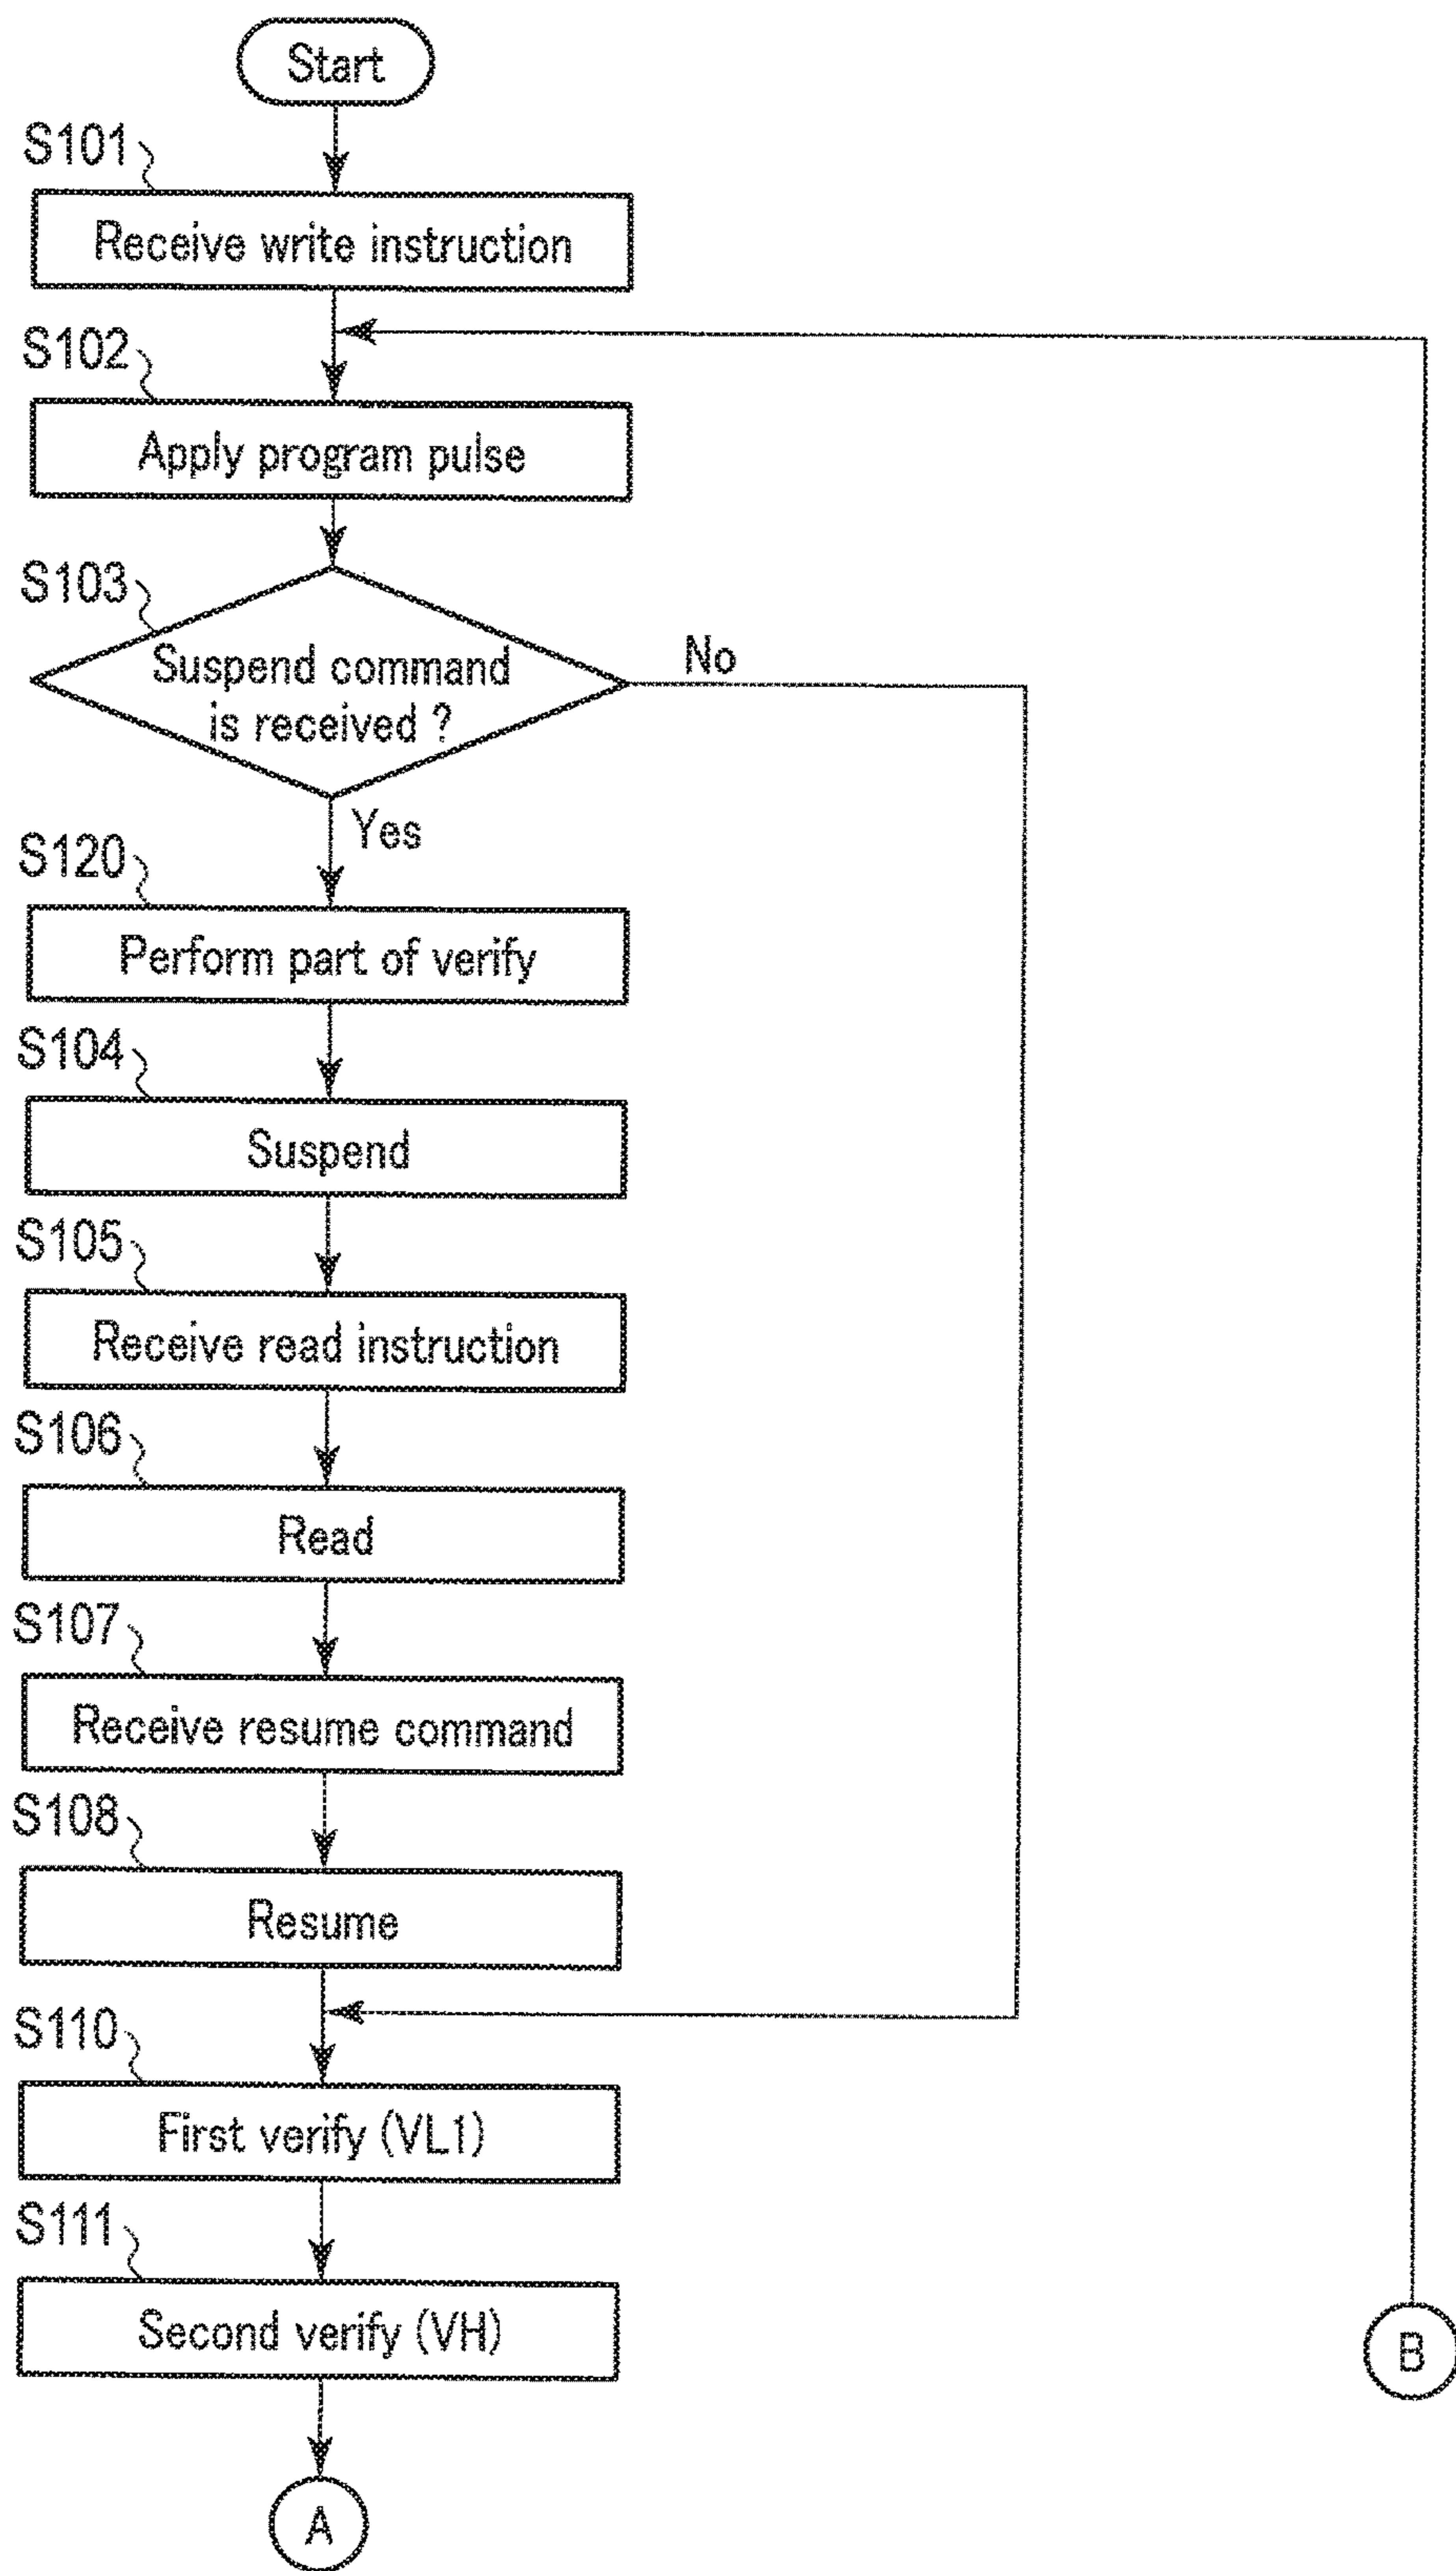 Start
S101
Receive write instruction
S102
Apply program pulse
S103
Suspend command
is received ?
No
Yes
S120
Perform part of verify
S104
Suspend
S105
Receive read instruction
S106
Read
S107
Receive resume command
S108
Resume
S110
First verify (VL1)
S111
Second verify (VH)
B
A